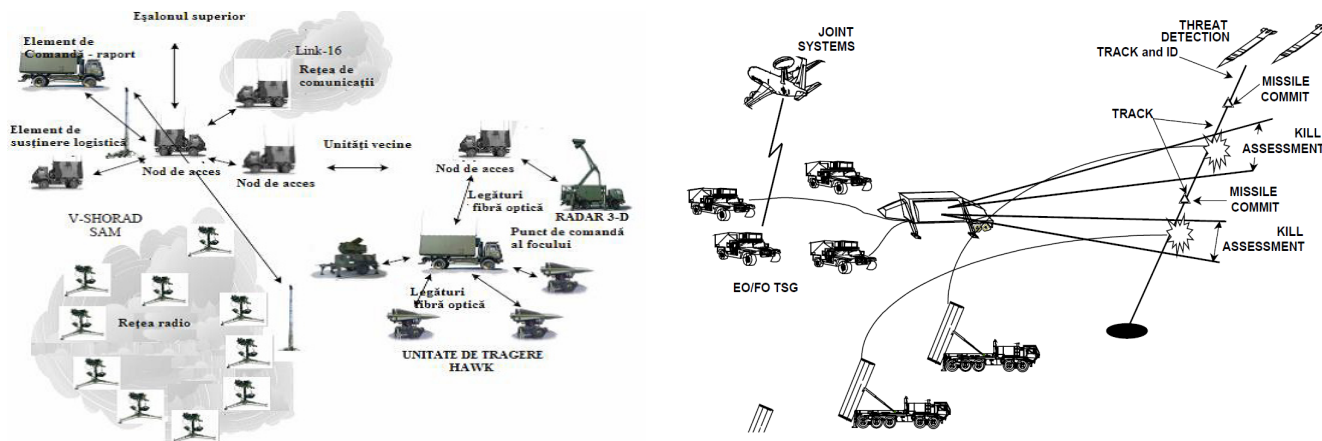 Eşalonul superior
Element de
Comandă - raport
Link-16
Reţea de
comunicaţii
Element de
susţinere logistică
Nod de acces
Nod de acces
Unităţi vecine
Nod de acces
Legături
fibră optică
RADAR 3-D
Punct de comandă
al focului
V-SHORAD
SAM
Reţea radio
Legături
fibră optică
UNITATE DE TRAGERE
HAWK
JOINT
SYSTEMS
EO/FO TSG
THREAT
DETECTION
TRACK and ID
MISSILE
COMMIT
TRACK
KILL
ASSESSMENT
MISSILE
COMMIT
KILL
ASSESSMENT